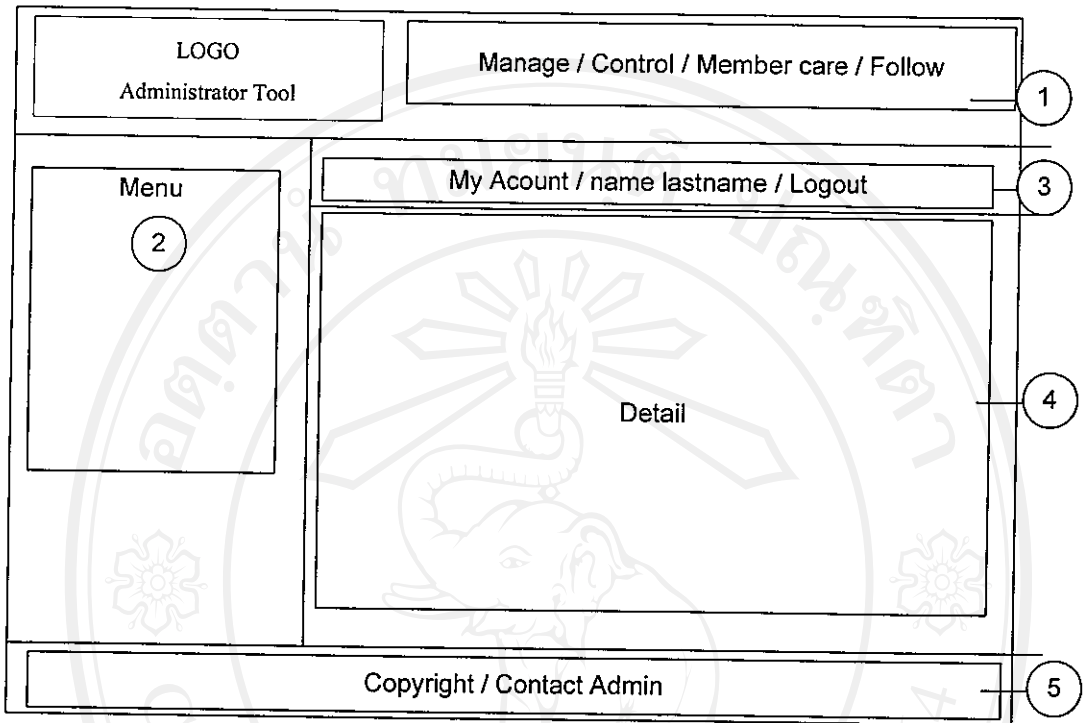 LOGO
Administrator Tool
Manage / Control / Member care / Follow
1
Menu
2
My Acount / name lastname / Logout
3
Detail
4
Copyright / Contact Admin
5